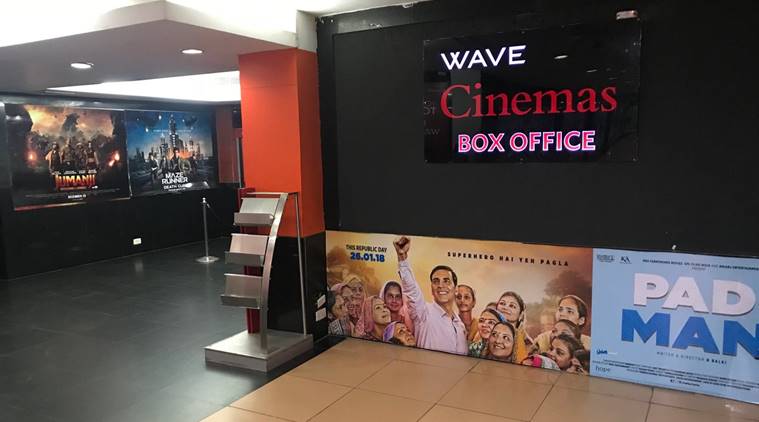 WAVE
Cinemas
BOX OFFICE
JUMANJI
MAZE
RUNNER
DEATH CURE
THIS REPUBLIC DAY
26.01.18
SUPERHERO HAI YEH PAGLA
PAD
MAN
WRITER & DIRECTOR R BALKI
hope